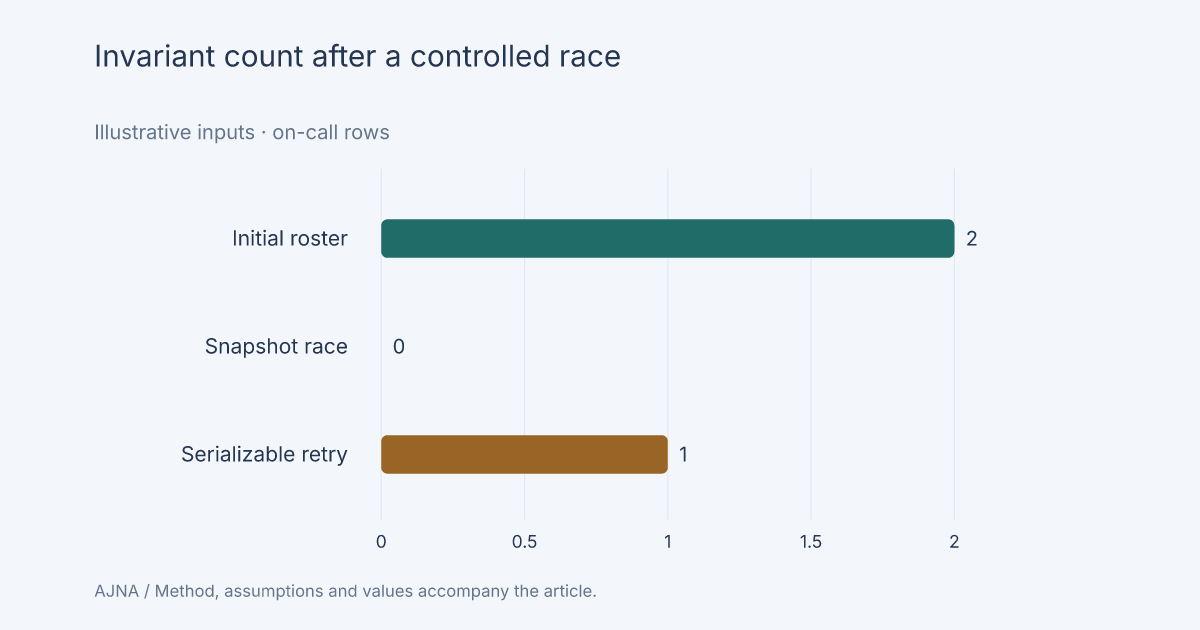 Invariant count after a controlled race
Illustrative inputs · on-call rows
Initial roster 2
Snapshot race 0
Serializable retry 1
0 0.5 1 1.5 2
AJNA / Method, assumptions and values accompany the article.